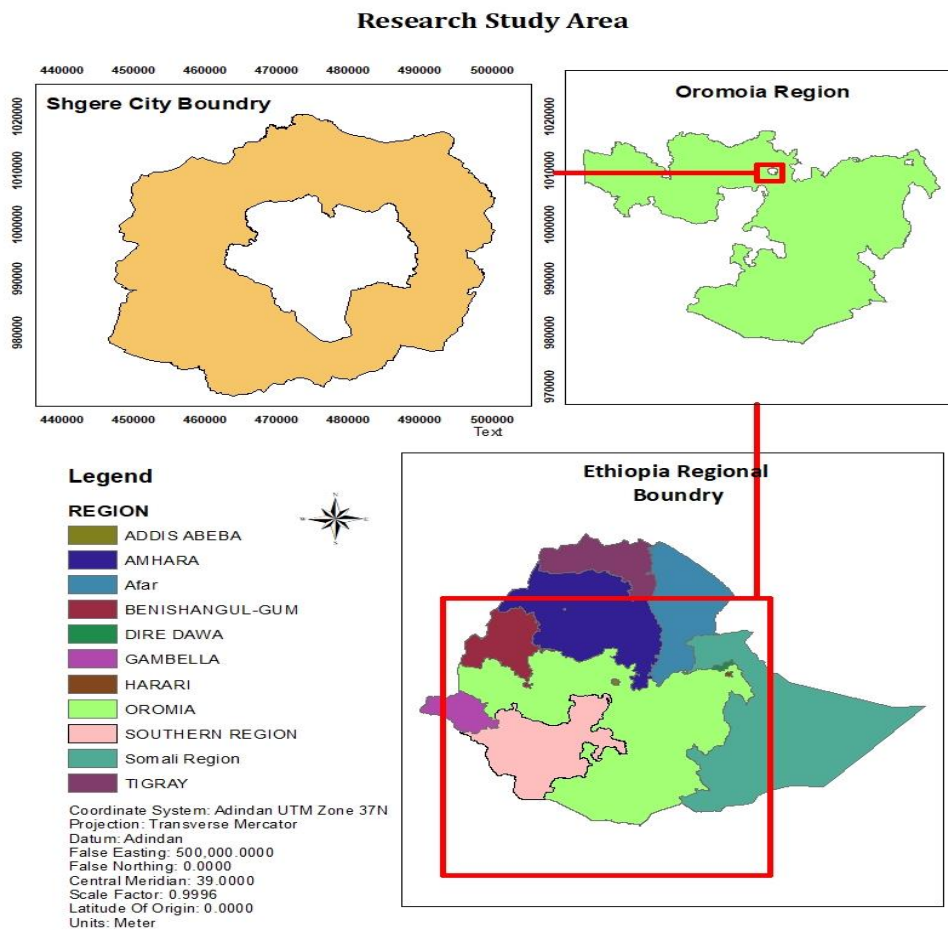 Research Study Area
440000 450000 460000 470000 480000 490000 500000
Shgere City Boundry
1020000
1010000
1000000
990000
980000
440000 450000 460000 470000 480000 490000 500000
Text
Oromoia Region
1020000
1010000
1000000
990000
980000
970000
Legend
REGION
N
W E
S
ADDIS ABEBA
AMHARA
Afar
BENISHANGUL-GUM
DIRE DAWA
GAMBELLA
HARARI
OROMIA
SOUTHERN REGION
Somali Region
TIGRAY
Coordinate System: Adindan UTM Zone 37N
Projection: Transverse Mercator
Datum: Adindan
False Easting: 500,000.0000
False Northing: 0.0000
Central Meridian: 39.0000
Scale Factor: 0.9996
Latitude Of Origin: 0.0000
Units: Meter
Ethiopia Regional
Boundry